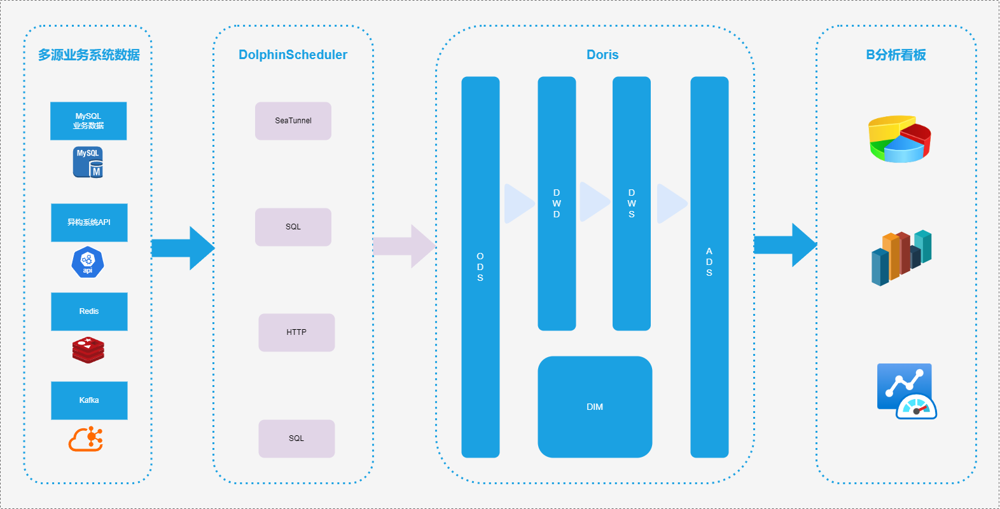 多源业务系统数据
MySQL
业务数据
MySQL
M
异构系统API
api
Redis
Kafka
DolphinScheduler
SeaTunnel
SQL
HTTP
SQL
Doris
O
D
S
D
W
D
D
W
S
A
D
S
DIM
B分析看板